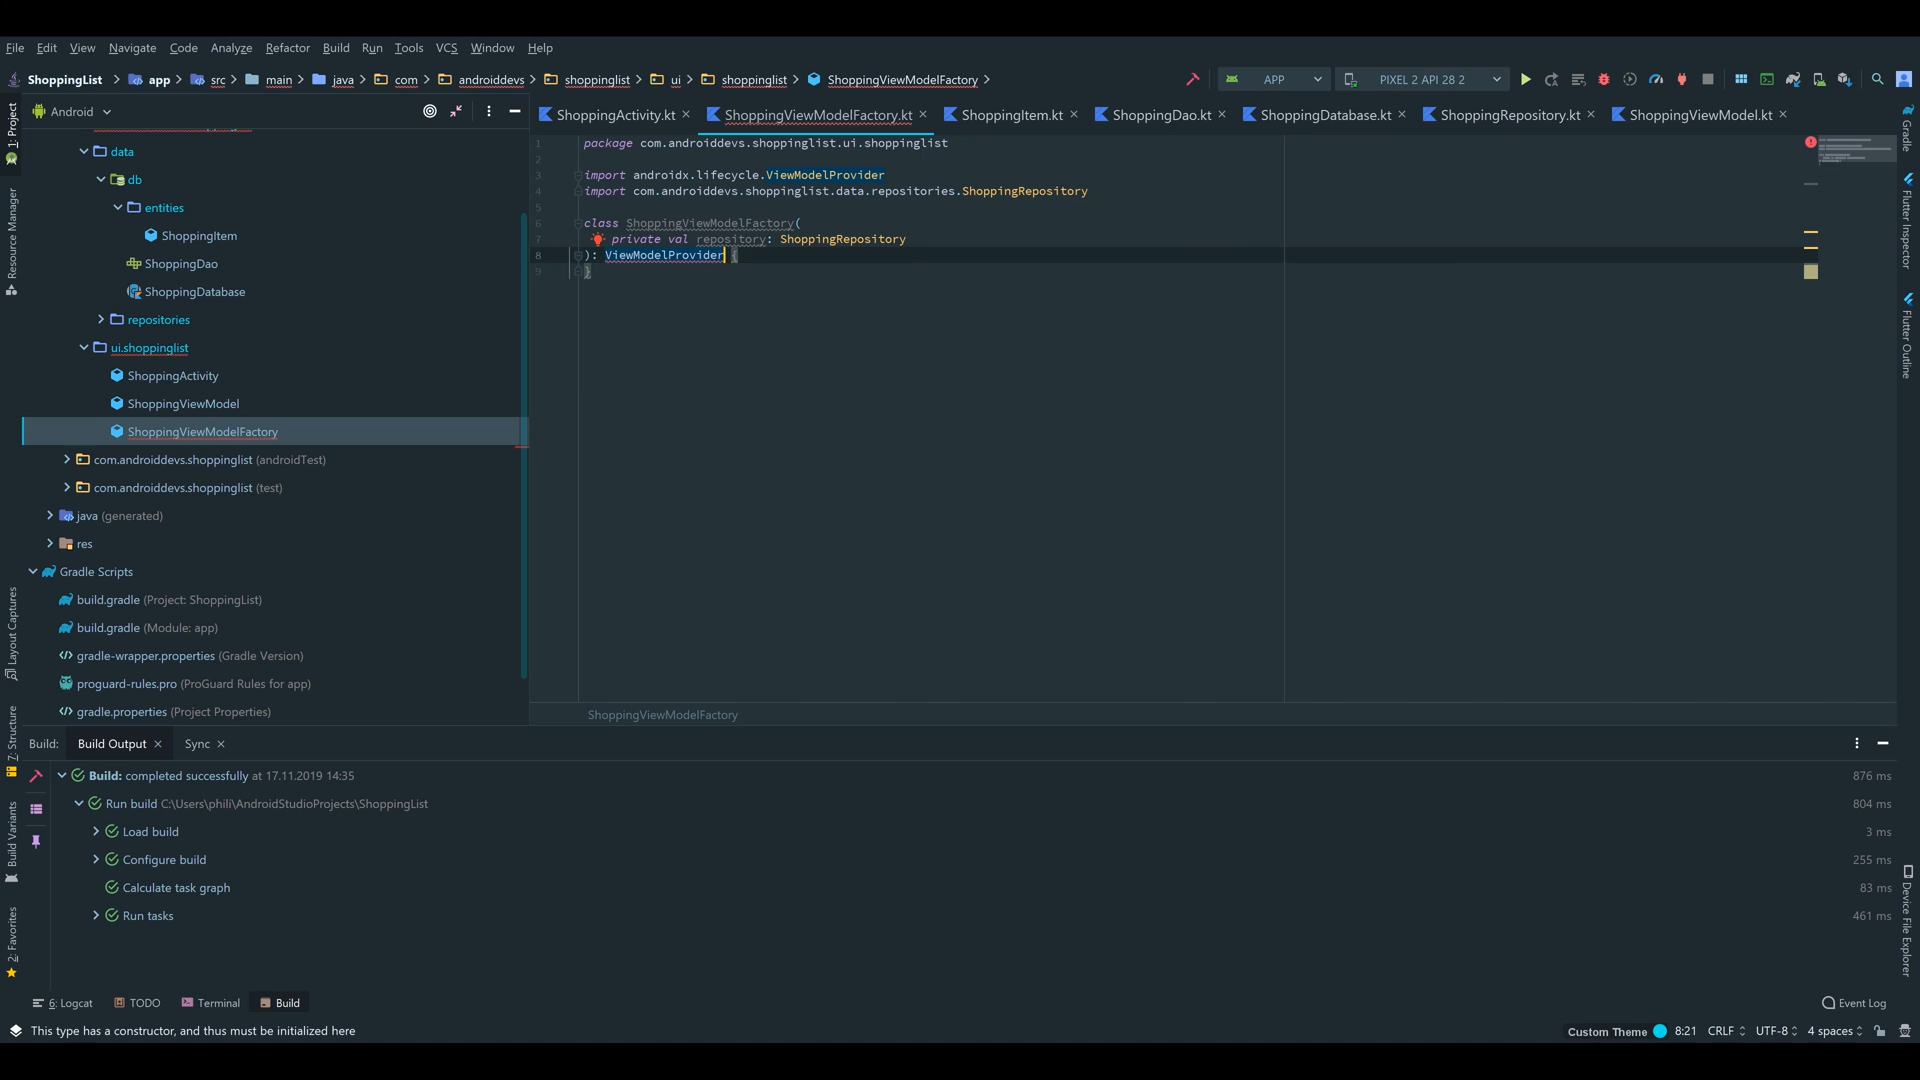 File Edit View Navigate Code Analyze Refactor Build Run Tools VCS Window Help
ShoppingList app src main java com androiddevs shoppinglist ui shoppinglist ShoppingViewModelFactory APP PIXEL 2 API 28 2
Android
ShoppingActivity.kt ShoppingViewModelFactory.kt ShoppingItem.kt ShoppingDao.kt ShoppingDatabase.kt ShoppingRepository.kt ShoppingViewModel.kt
1: Project
Resource Manager
Layout Captures
7: Structure
Build Variants
2: Favorites
data
db
entities
ShoppingItem
ShoppingDao
ShoppingDatabase
repositories
ui.shoppinglist
ShoppingActivity
ShoppingViewModel
ShoppingViewModelFactory
com.androiddevs.shoppinglist (androidTest)
com.androiddevs.shoppinglist (test)
java (generated)
res
Gradle Scripts
build.gradle (Project: ShoppingList)
build.gradle (Module: app)
gradle-wrapper.properties (Gradle Version)
proguard-rules.pro (ProGuard Rules for app)
gradle.properties (Project Properties)
1 package com.androiddevs.shoppinglist.ui.shoppinglist
2
3 import androidx.lifecycle.ViewModelProvider
4 import com.androiddevs.shoppinglist.data.repositories.ShoppingRepository
5
6 class ShoppingViewModelFactory(
7 private val repository: ShoppingRepository
8 ): ViewModelProvider {
9 }
ShoppingViewModelFactory
Gradle
Flutter Inspector
Flutter Outline
Device File Explorer
Build: Build Output Sync
Build: completed successfully at 17.11.2019 14:35 876 ms
Run build C:\Users\phili\AndroidStudioProjects\ShoppingList 804 ms
Load build 3 ms
Configure build 255 ms
Calculate task graph 83 ms
Run tasks 461 ms
6: Logcat TODO Terminal Build Event Log
This type has a constructor, and thus must be initialized here Custom Theme 8:21 CRLF UTF-8 4 spaces